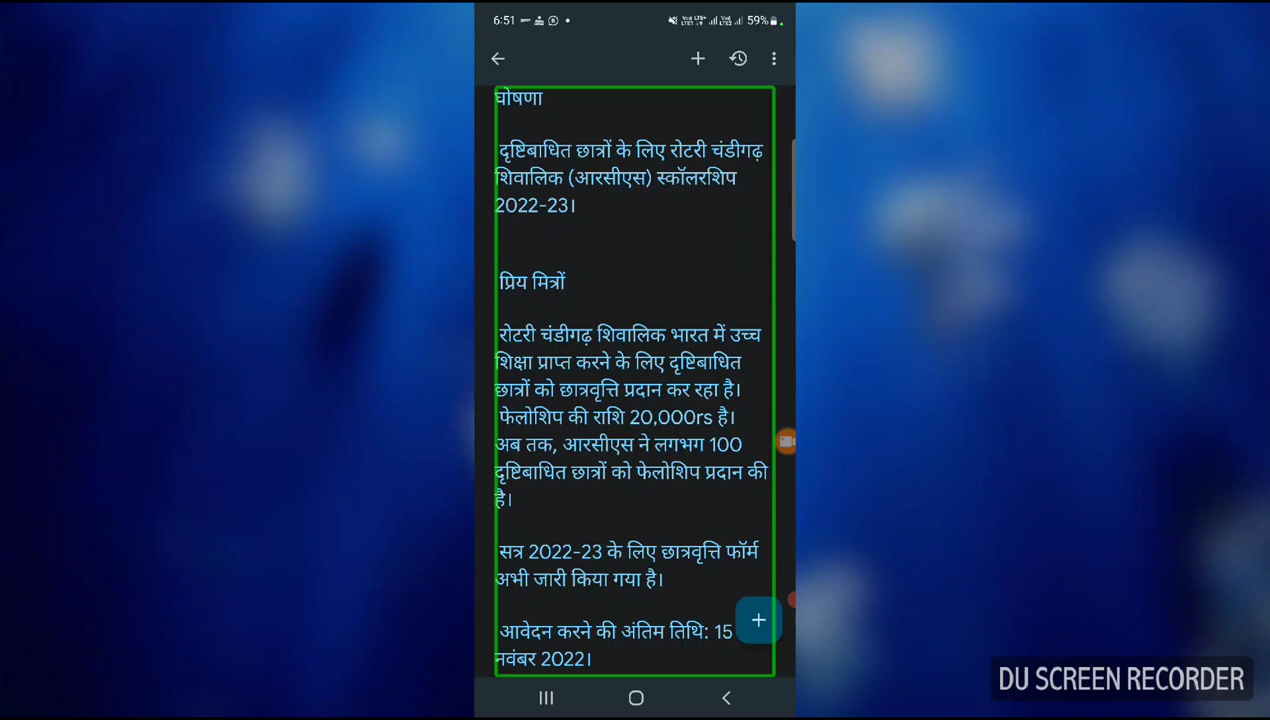 6:51
59%
घोषणा
दृष्टिबाधित छात्रों के लिए रोटरी चंडीगढ़
शिवालिक (आरसीएस) स्कॉलरशिप
2022-23।
प्रिय मित्रों
रोटरी चंडीगढ़ शिवालिक भारत में उच्च
शिक्षा प्राप्त करने के लिए दृष्टिबाधित
छात्रों को छात्रवृत्ति प्रदान कर रहा है।
फेलोशिप की राशि 20,000rs है।
अब तक, आरसीएस ने लगभग 100
दृष्टिबाधित छात्रों को फेलोशिप प्रदान की
है।
सत्र 2022-23 के लिए छात्रवृत्ति फॉर्म
अभी जारी किया गया है।
आवेदन करने की अंतिम तिथि: 15
नवंबर 2022।
DU SCREEN RECORDER